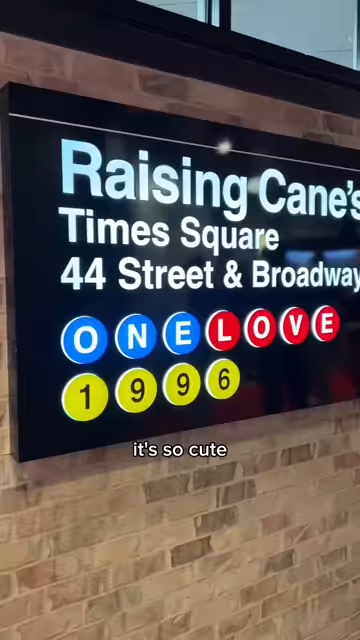 Raising Cane's
Times Square
44 Street & Broadway
ONE LOVE
1996
it's so cute